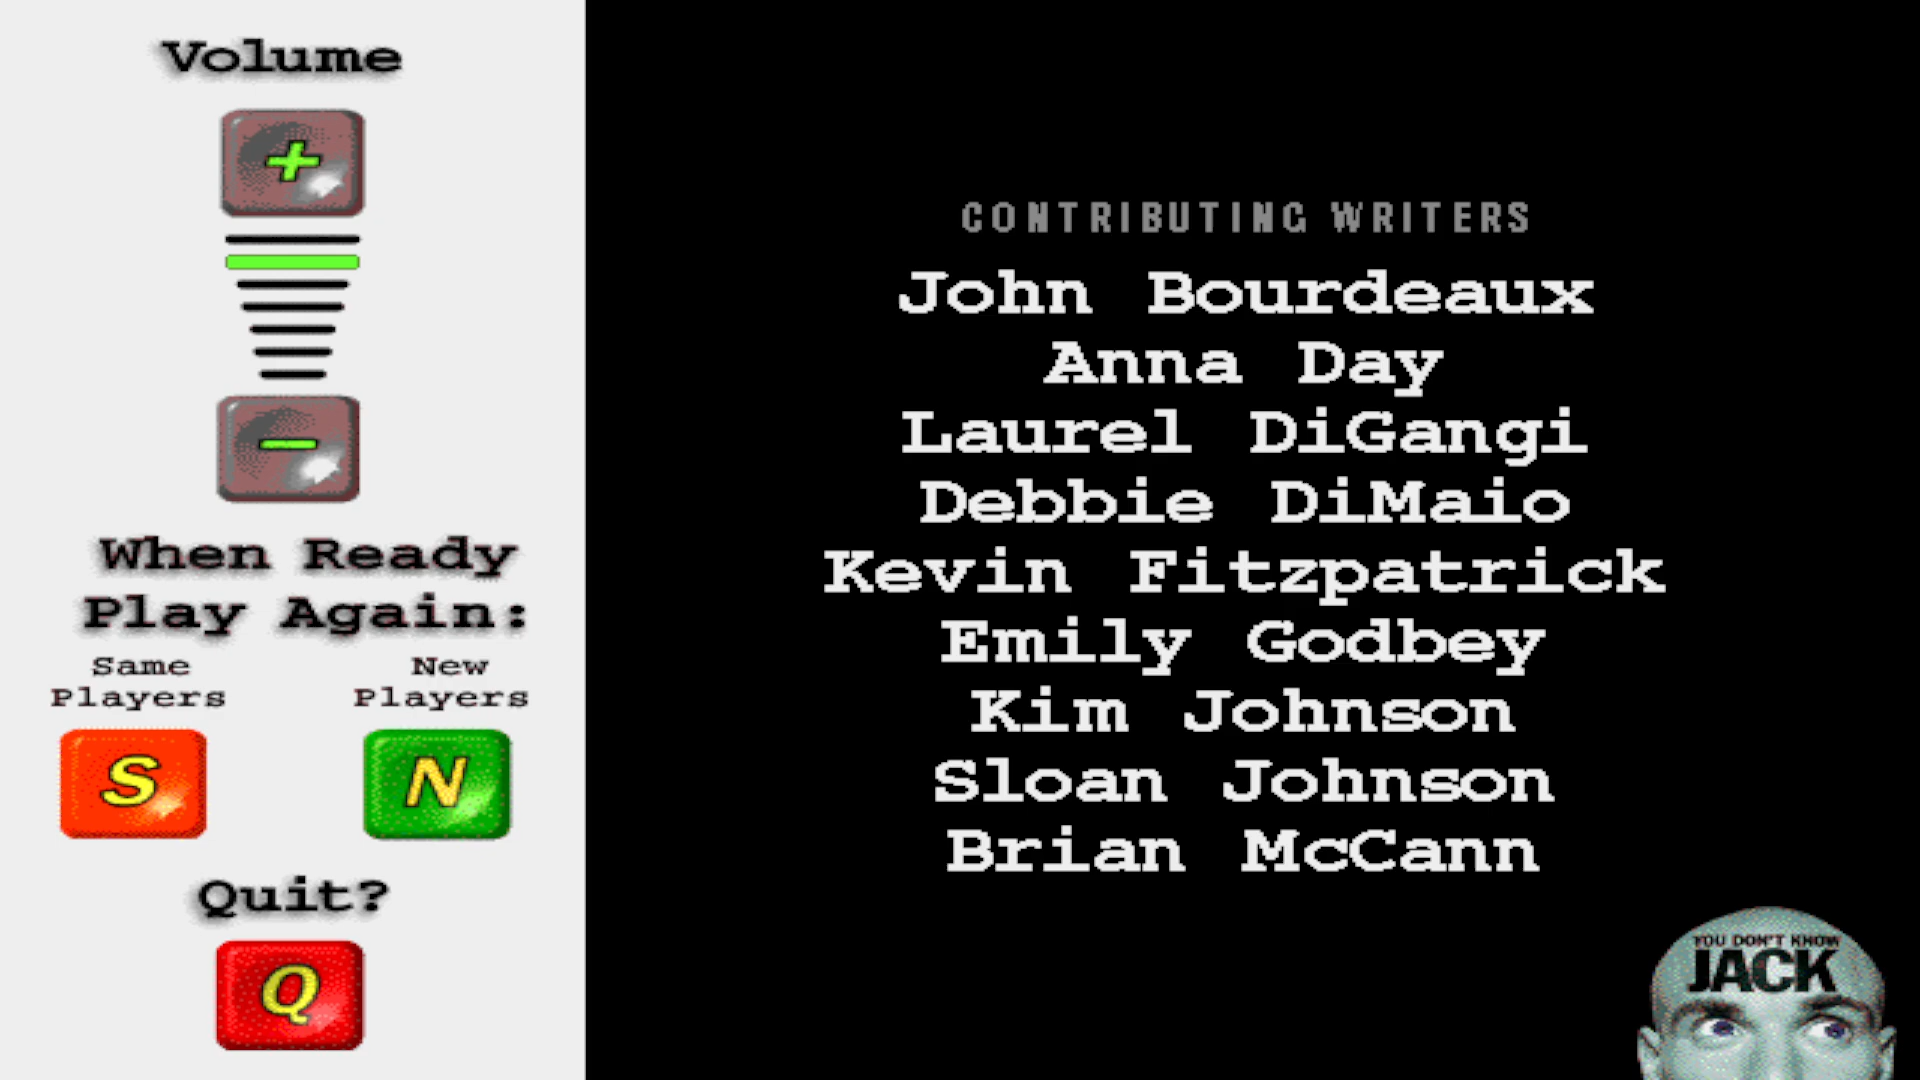 Volume
+
-
When Ready
Play Again:
Same
Players
New
Players
S
N
Quit?
Q
CONTRIBUTING WRITERS
John Bourdeaux
Anna Day
Laurel DiGangi
Debbie DiMaio
Kevin Fitzpatrick
Emily Godbey
Kim Johnson
Sloan Johnson
Brian McCann
YOU DON'T KNOW
JACK